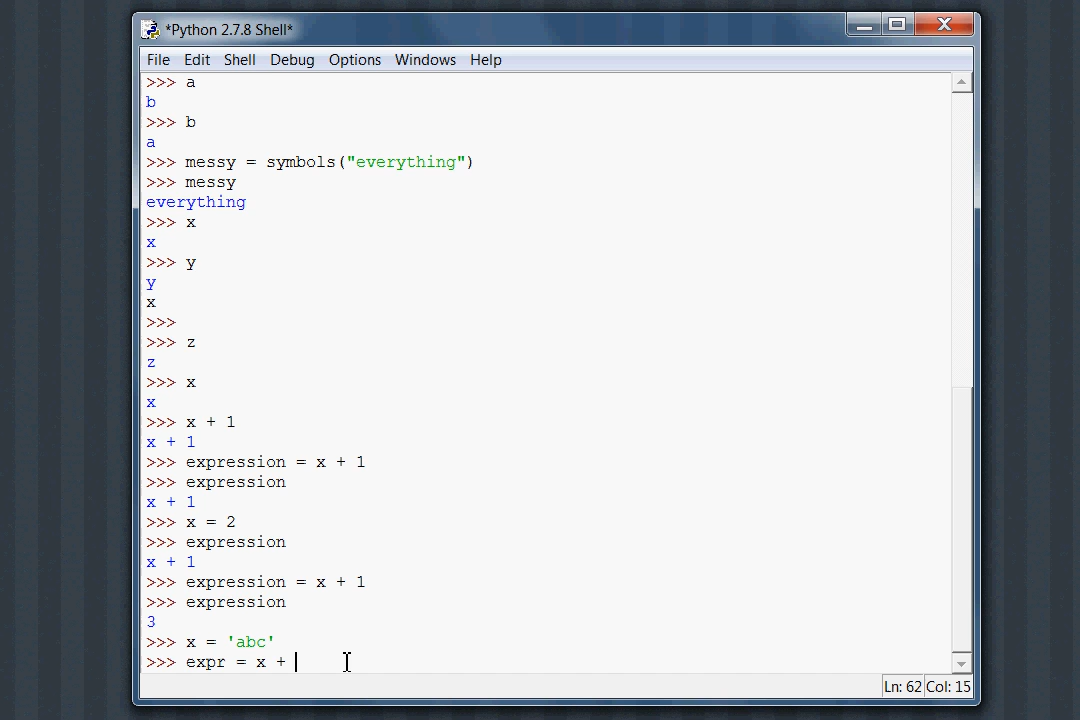 *Python 2.7.8 Shell*
File Edit Shell Debug Options Windows Help
>>> a
b
>>> b
a
>>> messy = symbols("everything")
>>> messy
everything
>>> x
x
>>> y
y
x
>>>
>>> z
z
>>> x
x
>>> x + 1
x + 1
>>> expression = x + 1
>>> expression
x + 1
>>> x = 2
>>> expression
x + 1
>>> expression = x + 1
>>> expression
3
>>> x = 'abc'
>>> expr = x +
Ln: 62 Col: 15